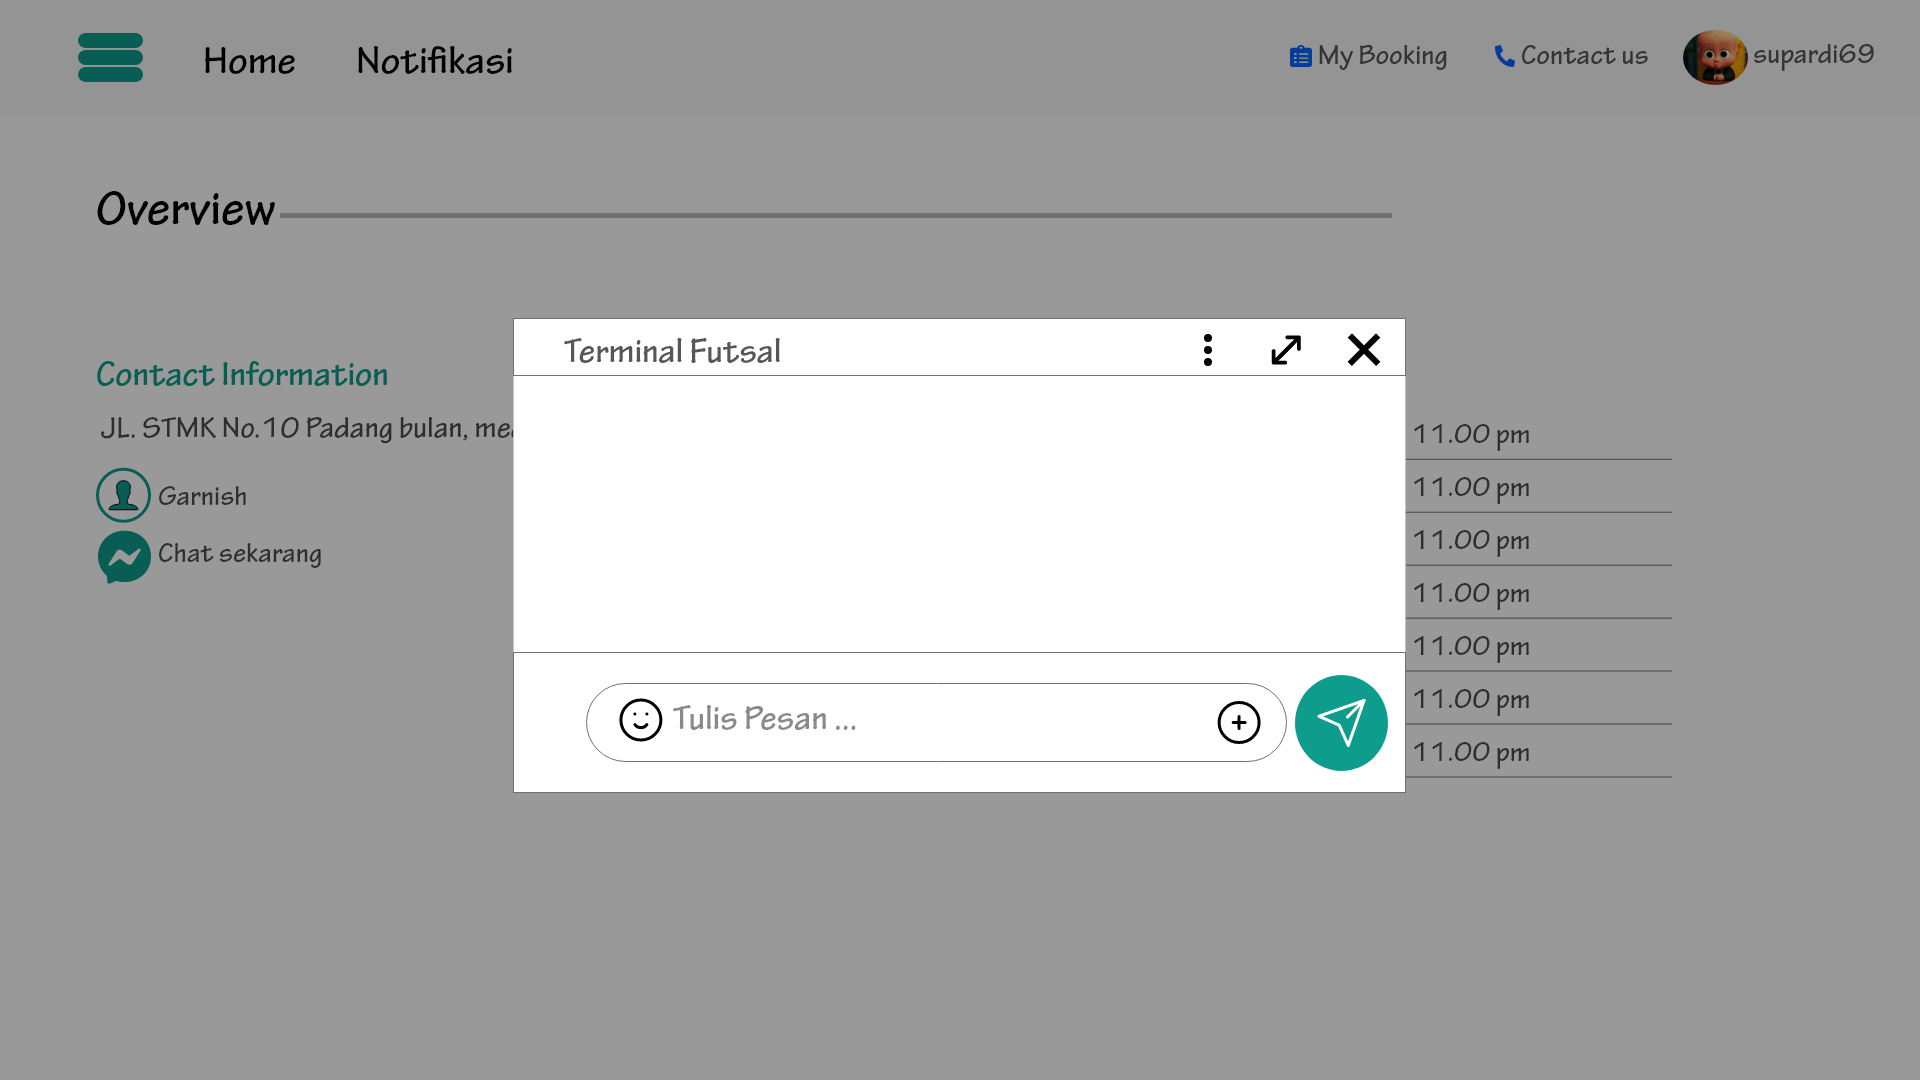 Home Notifikasi My Booking Contact us supardi69
Overview
Terminal Futsal
Contact Information
JL. STMK No.10 Padang bulan,
Garnish
Chat sekarang
11.00 pm
11.00 pm
11.00 pm
11.00 pm
11.00 pm
11.00 pm
11.00 pm
Tulis Pesan ...